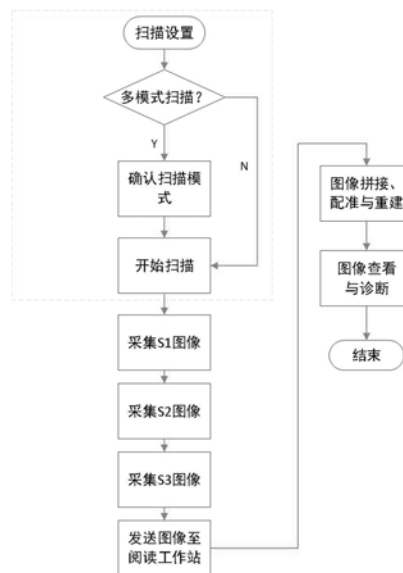 扫描设置
多模式扫描?
Y
N
确认扫描模
式
开始扫描
采集S1图像
采集S2图像
采集S3图像
发送图像至
阅读工作站
图像拼接、
配准与重建
图像查看
与诊断
结束